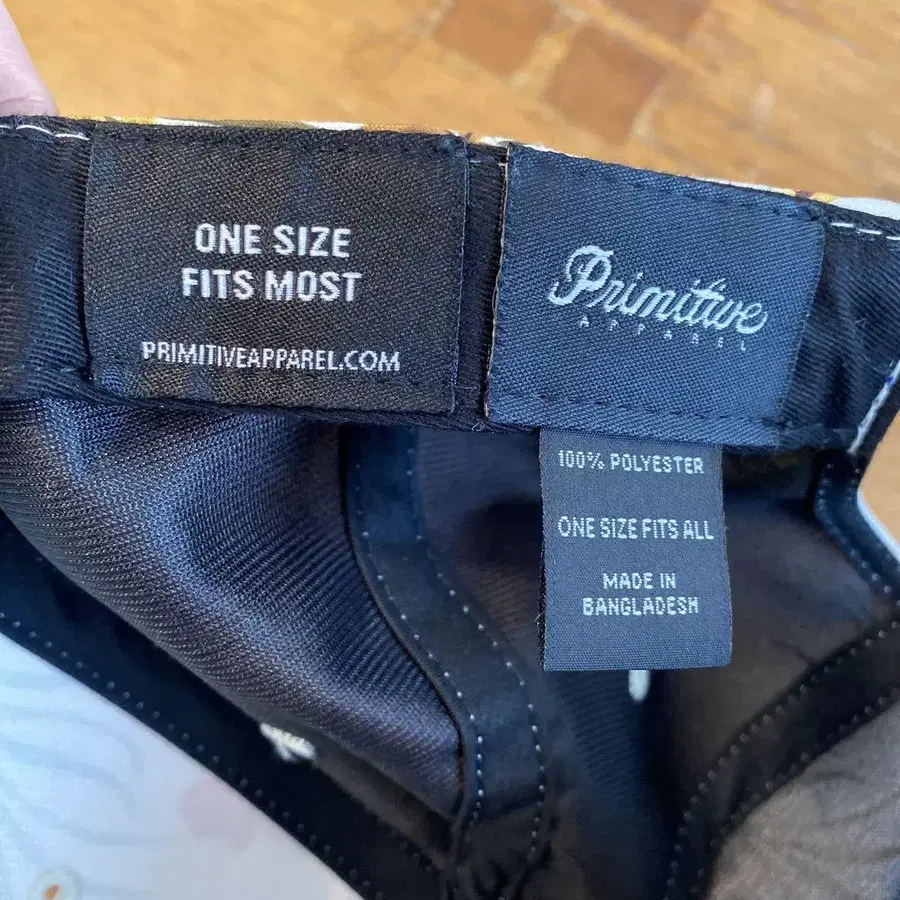 ONE SIZE
FITS MOST
PRIMITIVEAPPAREL.COM
Primitive
APPAREL
100% POLYESTER
ONE SIZE FITS ALL
MADE IN
BANGLADESH